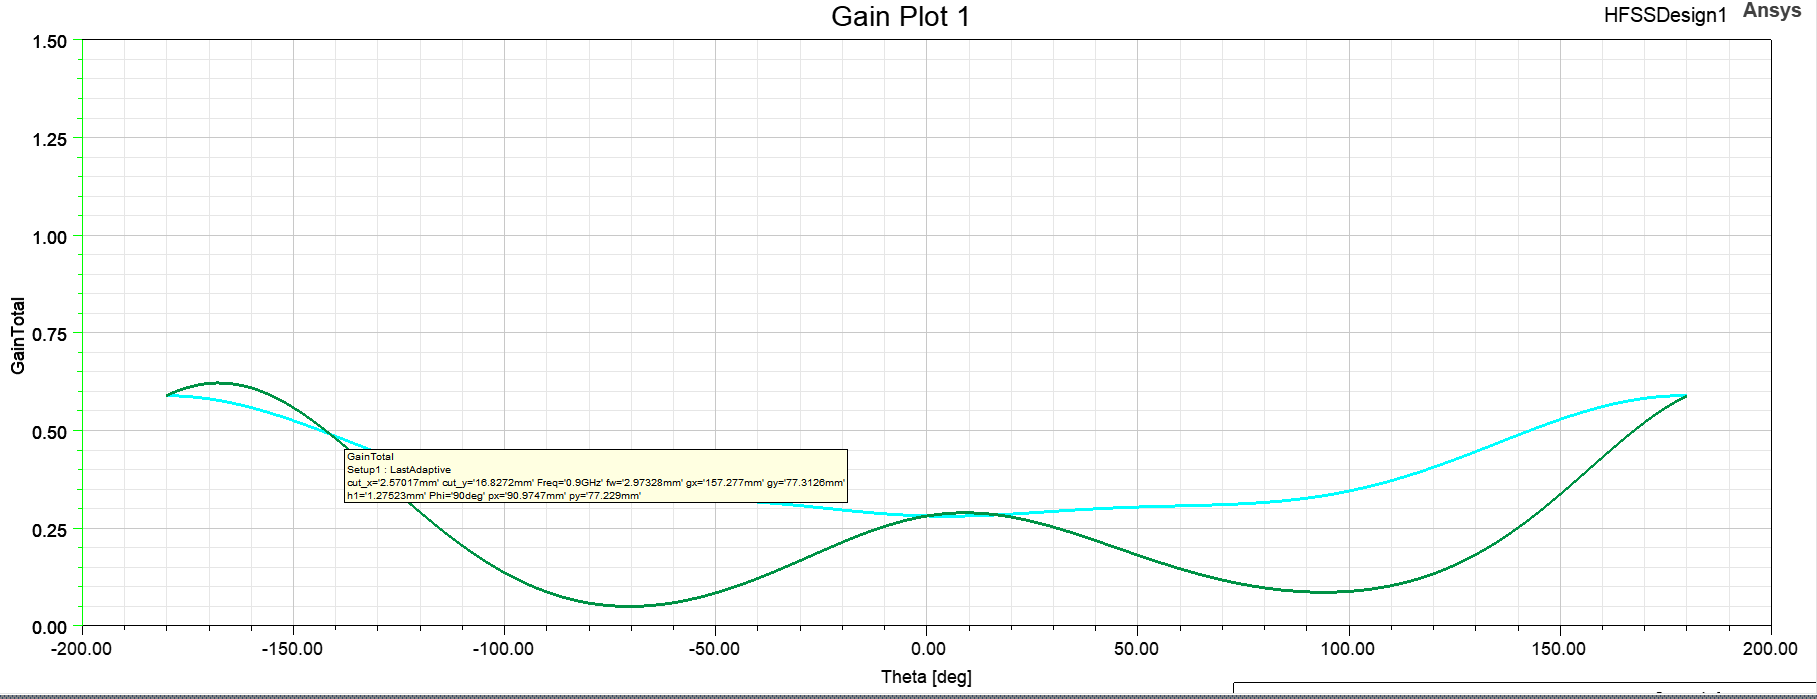 Gain Plot 1
HFSSDesign1
Ansys
1.50
1.25
1.00
0.75
0.50
0.25
0.00
GainTotal
GainTotal
Setup1 : LastAdaptive
cut_x='2.57017mm' cut_y='16.8272mm' Freq='0.9GHz' fw='2.97328mm' gx='157.277mm' gy='77.3126mm'
h1='1.27523mm' Phi='90deg' px='90.9747mm' py='77.229mm'
-200.00
-150.00
-100.00
-50.00
0.00
50.00
100.00
150.00
200.00
Theta [deg]